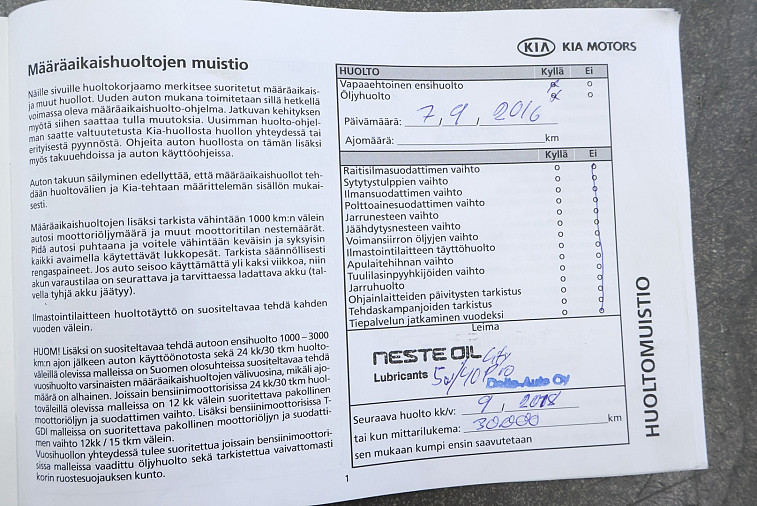 Määräaikaishuoltojen muistio
Näille sivuille huoltokorjaamo merkitsee suoritetut määräaikais-
ja muut huollot. Uuden auton mukana toimitetaan sillä hetkellä
voimassa oleva määräaikaishuolto-ohjelma. Jatkuvan kehityksen
myötä siihen saattaa tulla muutoksia. Uusimman huolto-ohjel-
man saatte valtuutetusta Kia-huollosta huollon yhteydessä tai
erityisestä pyynnöstä. Ohjeita auton huollosta on tämän lisäksi
myös takuuehdoissa ja auton käyttöohjeissa.
Auton takuun säilyminen edellyttää, että määräaikaishuollot teh-
dään huoltovälien ja Kia-tehtaan määrittelemän sisällön mukai-
sesti.
Määräaikaishuoltojen lisäksi tarkista vähintään 1000 km:n välein
autosi moottoriöljymäärä ja muut moottoritilan nestemäärät.
Pidä autosi puhtaana ja voitele vähintään keväisin ja syksyisin
kaikki avaimella käytettävät lukkopesät. Tarkista säännöllisesti
rengaspaineet. Jos auto seisoo käyttämättä yli kaksi viikkoa, niin
akun varaustilaa on seurattava ja tarvittaessa ladattava akku (tal-
vella tyhjä akku jäätyy).
Ilmastointilaitteen huoltotäyttö on suositeltavaa tehdä kahden
vuoden välein.
HUOM! Lisäksi on suositeltavaa tehdä autoon ensihuolto 1000 – 3000
km:n ajon jälkeen auton käyttöönotosta sekä 24 kk/30 tkm huolto-
väleillä olevissa malleissa on Suomen olosuhteissa suositeltavaa tehdä
vuosihuolto varsinaisten määräaikaishuoltojen välivuosina, mikäli ajo-
määrä on alhainen. Joissain bensiinimoottorisissa 24 kk/30 tkm huol-
toväleillä olevissa malleissa on 12 kk välein suoritettava pakollinen
moottoriöljyn ja suodattimen vaihto. Lisäksi bensiinimoottorisissa T-
GDI malleissa on suoritettava pakollinen moottoriöljyn ja suodatti-
men vaihto 12kk / 15 tkm välein.
Vuosihuollon yhteydessä tulee suorittaa joissain bensiinimoottori-
sissa malleissa vaadittu öljyhuolto sekä tarkistettava vaivattomasti
korin ruostesuojauksen kunto.
KIA KIA MOTORS
HUOLTO Kyllä Ei
Vapaaehtoinen ensihuolto
Öljyhuolto
Päivämäärä: 7, 9, 2016
Ajomäärä: km
Kyllä Ei
Raitisilmasuodattimen vaihto
Sytytystulppien vaihto
Ilmansuodattimen vaihto
Polttoainesuodattimen vaihto
Jarrunesteen vaihto
Jäähdytysnesteen vaihto
Voimansiirron öljyjen vaihto
Ilmastointilaitteen täyttöhuolto
Apulaitehihnan vaihto
Tuulilasinpyyhkijöiden vaihto
Jarruhuolto
Ohjainlaitteiden päivitysten tarkistus
Tehdaskampanjoiden tarkistus
Tiepalvelun jatkaminen vuodeksi
Leima
NESTE OIL City
Lubricants 5w/40 Pro
Delta-Auto Oy
Seuraava huolto kk/v: 9, 2018
tai kun mittarilukema: 30000 km
sen mukaan kumpi ensin saavutetaan
HUOLTOMUISTIO
1